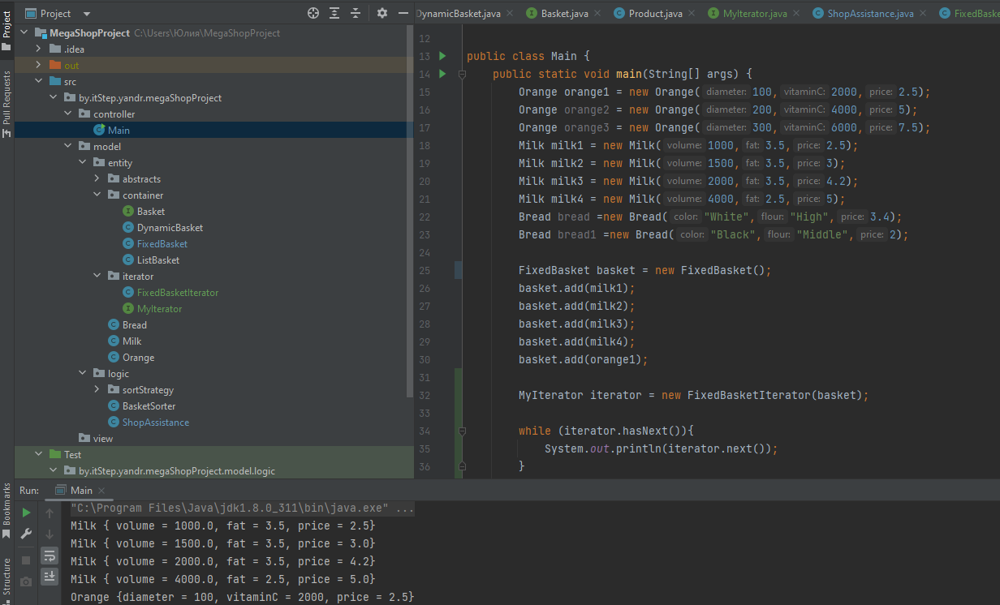 Project
MegaShopProject C:\Users\Юлия\MegaShopProject
.idea
out
src
by.itStep.yandr.megaShopProject
controller
Main
model
entity
abstracts
container
Basket
DynamicBasket
FixedBasket
ListBasket
iterator
FixedBasketIterator
MyIterator
Bread
Milk
Orange
logic
sortStrategy
BasketSorter
ShopAssistance
view
Test
by.itStep.yandr.megaShopProject.model.logic
Project
Pull Requests
Bookmarks
Structure
DynamicBasket.java Basket.java Product.java MyIterator.java ShopAssistance.java FixedBaske
12
13 public class Main {
14 public static void main(String[] args) {
15 Orange orange1 = new Orange( diameter: 100, vitaminC: 2000, price: 2.5);
16 Orange orange2 = new Orange( diameter: 200, vitaminC: 4000, price: 5);
17 Orange orange3 = new Orange( diameter: 300, vitaminC: 6000, price: 7.5);
18 Milk milk1 = new Milk( volume: 1000, fat: 3.5, price: 2.5);
19 Milk milk2 = new Milk( volume: 1500, fat: 3.5, price: 3);
20 Milk milk3 = new Milk( volume: 2000, fat: 3.5, price: 4.2);
21 Milk milk4 = new Milk( volume: 4000, fat: 2.5, price: 5);
22 Bread bread =new Bread( color: "White", flour: "High", price: 3.4);
23 Bread bread1 =new Bread( color: "Black", flour: "Middle", price: 2);
24
25 FixedBasket basket = new FixedBasket();
26 basket.add(milk1);
27 basket.add(milk2);
28 basket.add(milk3);
29 basket.add(milk4);
30 basket.add(orange1);
31
32 MyIterator iterator = new FixedBasketIterator(basket);
33
34 while (iterator.hasNext()){
35 System.out.println(iterator.next());
36 }
Run: Main
"C:\Program Files\Java\jdk1.8.0_311\bin\java.exe" ...
Milk { volume = 1000.0, fat = 3.5, price = 2.5}
Milk { volume = 1500.0, fat = 3.5, price = 3.0}
Milk { volume = 2000.0, fat = 3.5, price = 4.2}
Milk { volume = 4000.0, fat = 2.5, price = 5.0}
Orange {diameter = 100, vitaminC = 2000, price = 2.5}